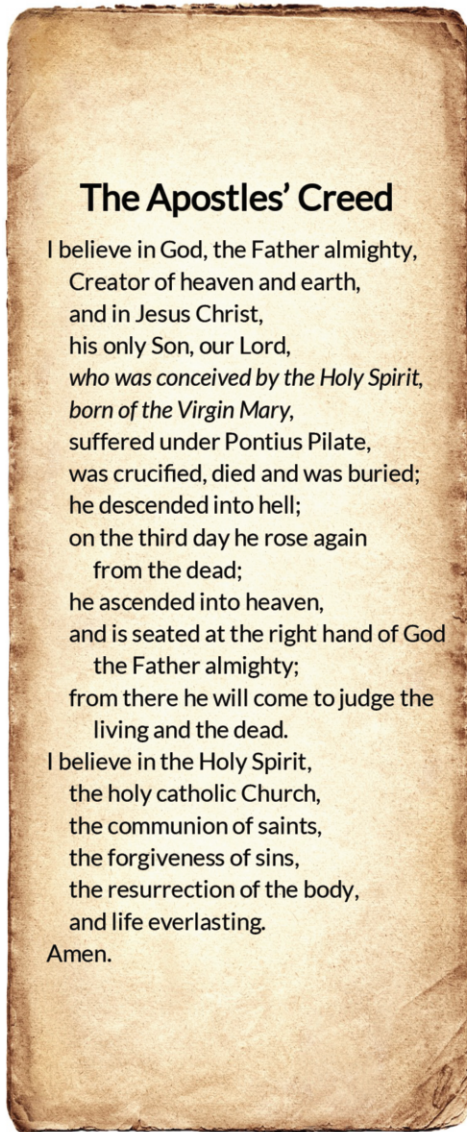 The Apostles’ Creed
I believe in God, the Father almighty,
Creator of heaven and earth,
and in Jesus Christ,
his only Son, our Lord,
who was conceived by the Holy Spirit,
born of the Virgin Mary,
suffered under Pontius Pilate,
was crucified, died and was buried;
he descended into hell;
on the third day he rose again
from the dead;
he ascended into heaven,
and is seated at the right hand of God
the Father almighty;
from there he will come to judge the
living and the dead.
I believe in the Holy Spirit,
the holy catholic Church,
the communion of saints,
the forgiveness of sins,
the resurrection of the body,
and life everlasting.
Amen.